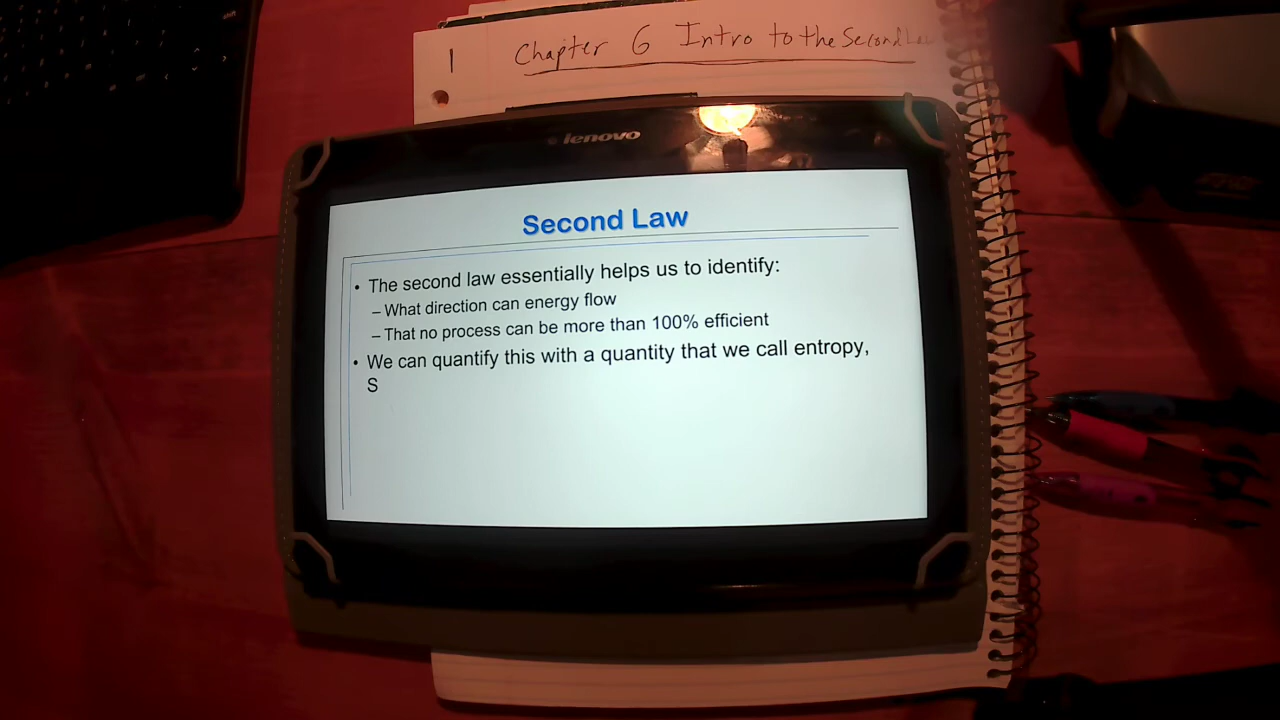 1 Chapter 6 Intro to the Second Law
lenovo
Second Law
• The second law essentially helps us to identify:
– What direction can energy flow
– That no process can be more than 100% efficient
• We can quantify this with a quantity that we call entropy,
S